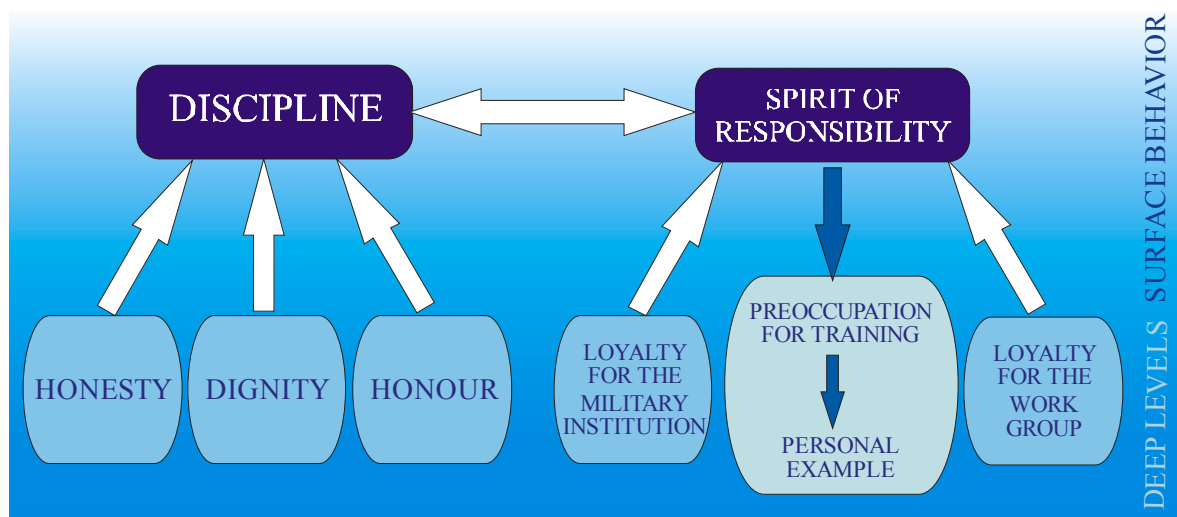 DISCIPLINE
SPIRIT OF
RESPONSIBILITY
HONESTY
DIGNITY
HONOUR
LOYALTY
FOR THE
MILITARY
INSTITUTION
PREOCCUPATION
FOR TRAINING
PERSONAL
EXAMPLE
LOYALTY
FOR THE
WORK
GROUP
DEEP LEVELS SURFACE BEHAVIOR